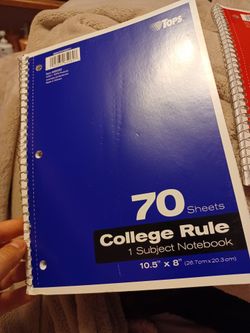 TOPS
70 Sheets
College Rule
1 Subject Notebook
10.5" x 8" (26.7cm x 20.3cm)